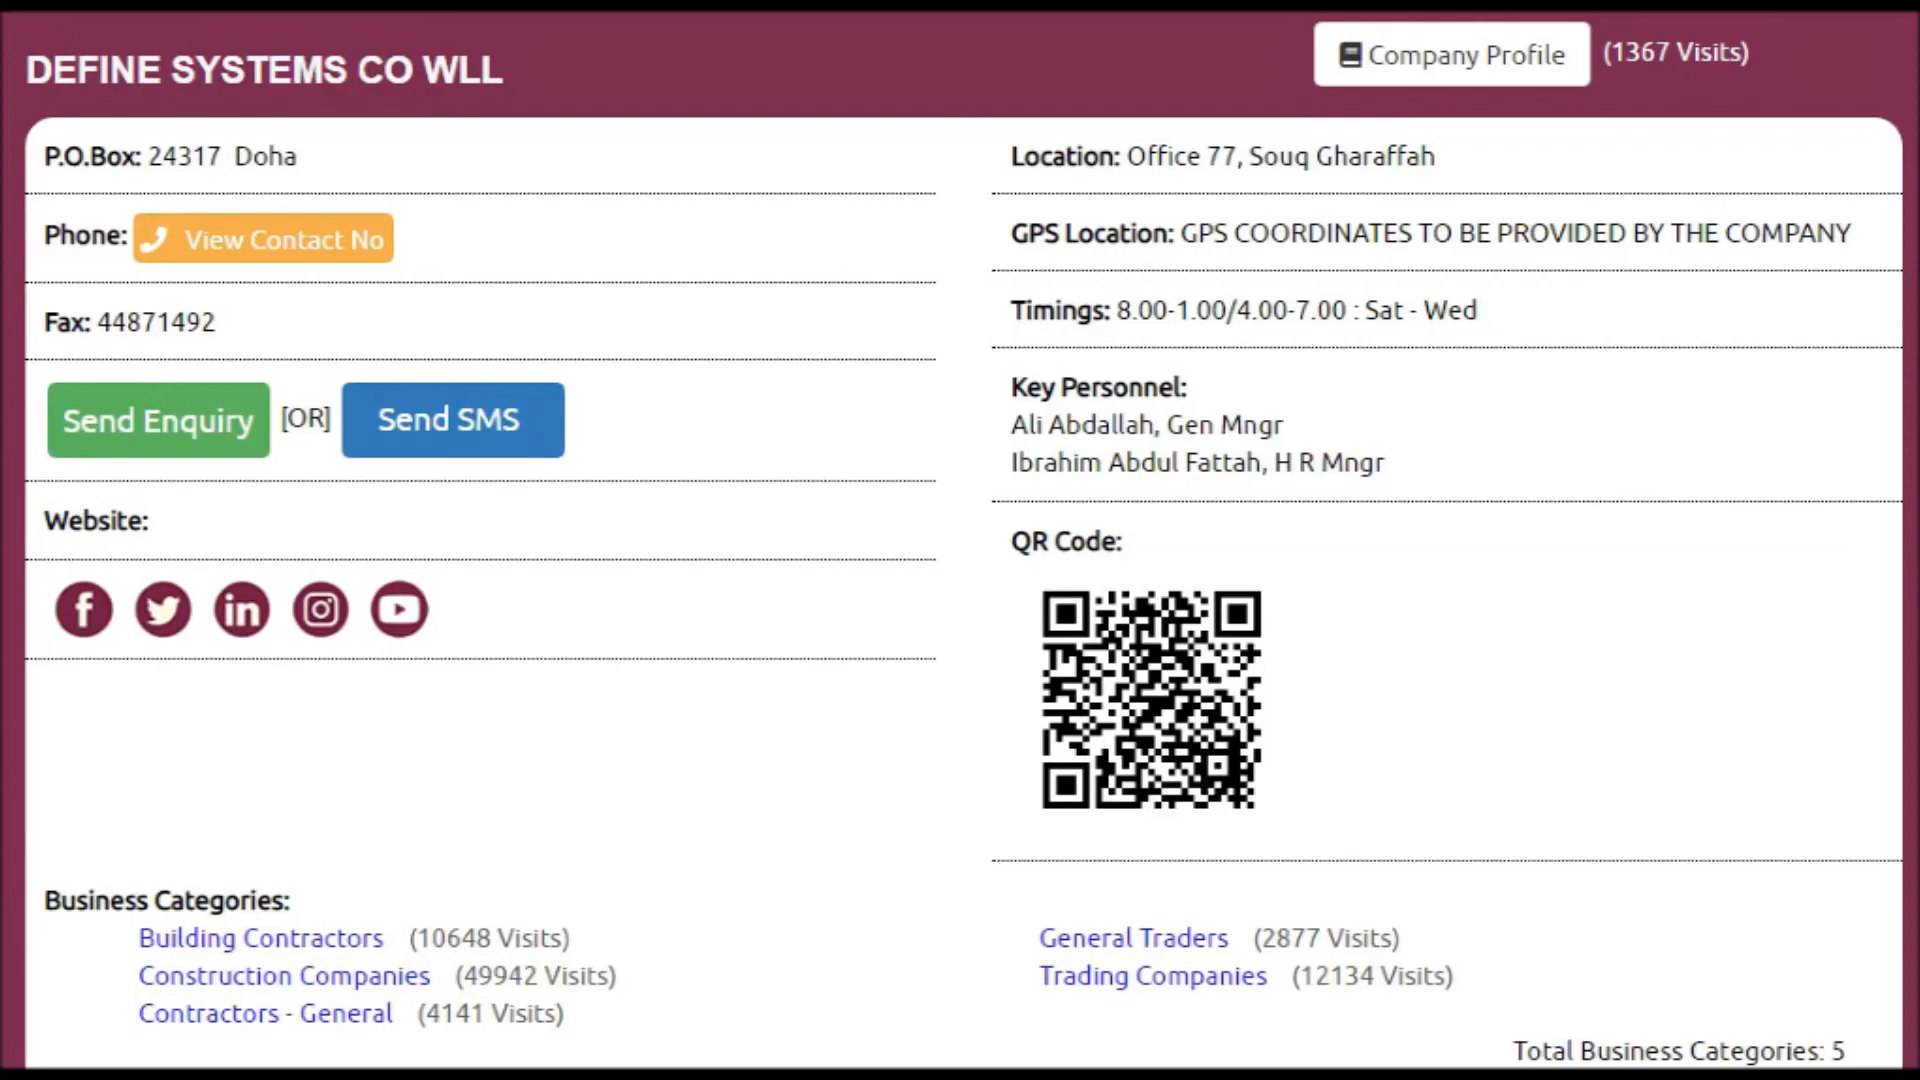 DEFINE SYSTEMS CO WLL
Company Profile (1367 Visits)
P.O.Box: 24317 Doha
Phone: View Contact No
Fax: 44871492
Send Enquiry [OR] Send SMS
Website:
Location: Office 77, Souq Gharaffah
GPS Location: GPS COORDINATES TO BE PROVIDED BY THE COMPANY
Timings: 8.00-1.00/4.00-7.00 : Sat - Wed
Key Personnel:
Ali Abdallah, Gen Mngr
Ibrahim Abdul Fattah, H R Mngr
QR Code:
Business Categories:
Building Contractors (10648 Visits)
Construction Companies (49942 Visits)
Contractors - General (4141 Visits)
General Traders (2877 Visits)
Trading Companies (12134 Visits)
Total Business Categories: 5